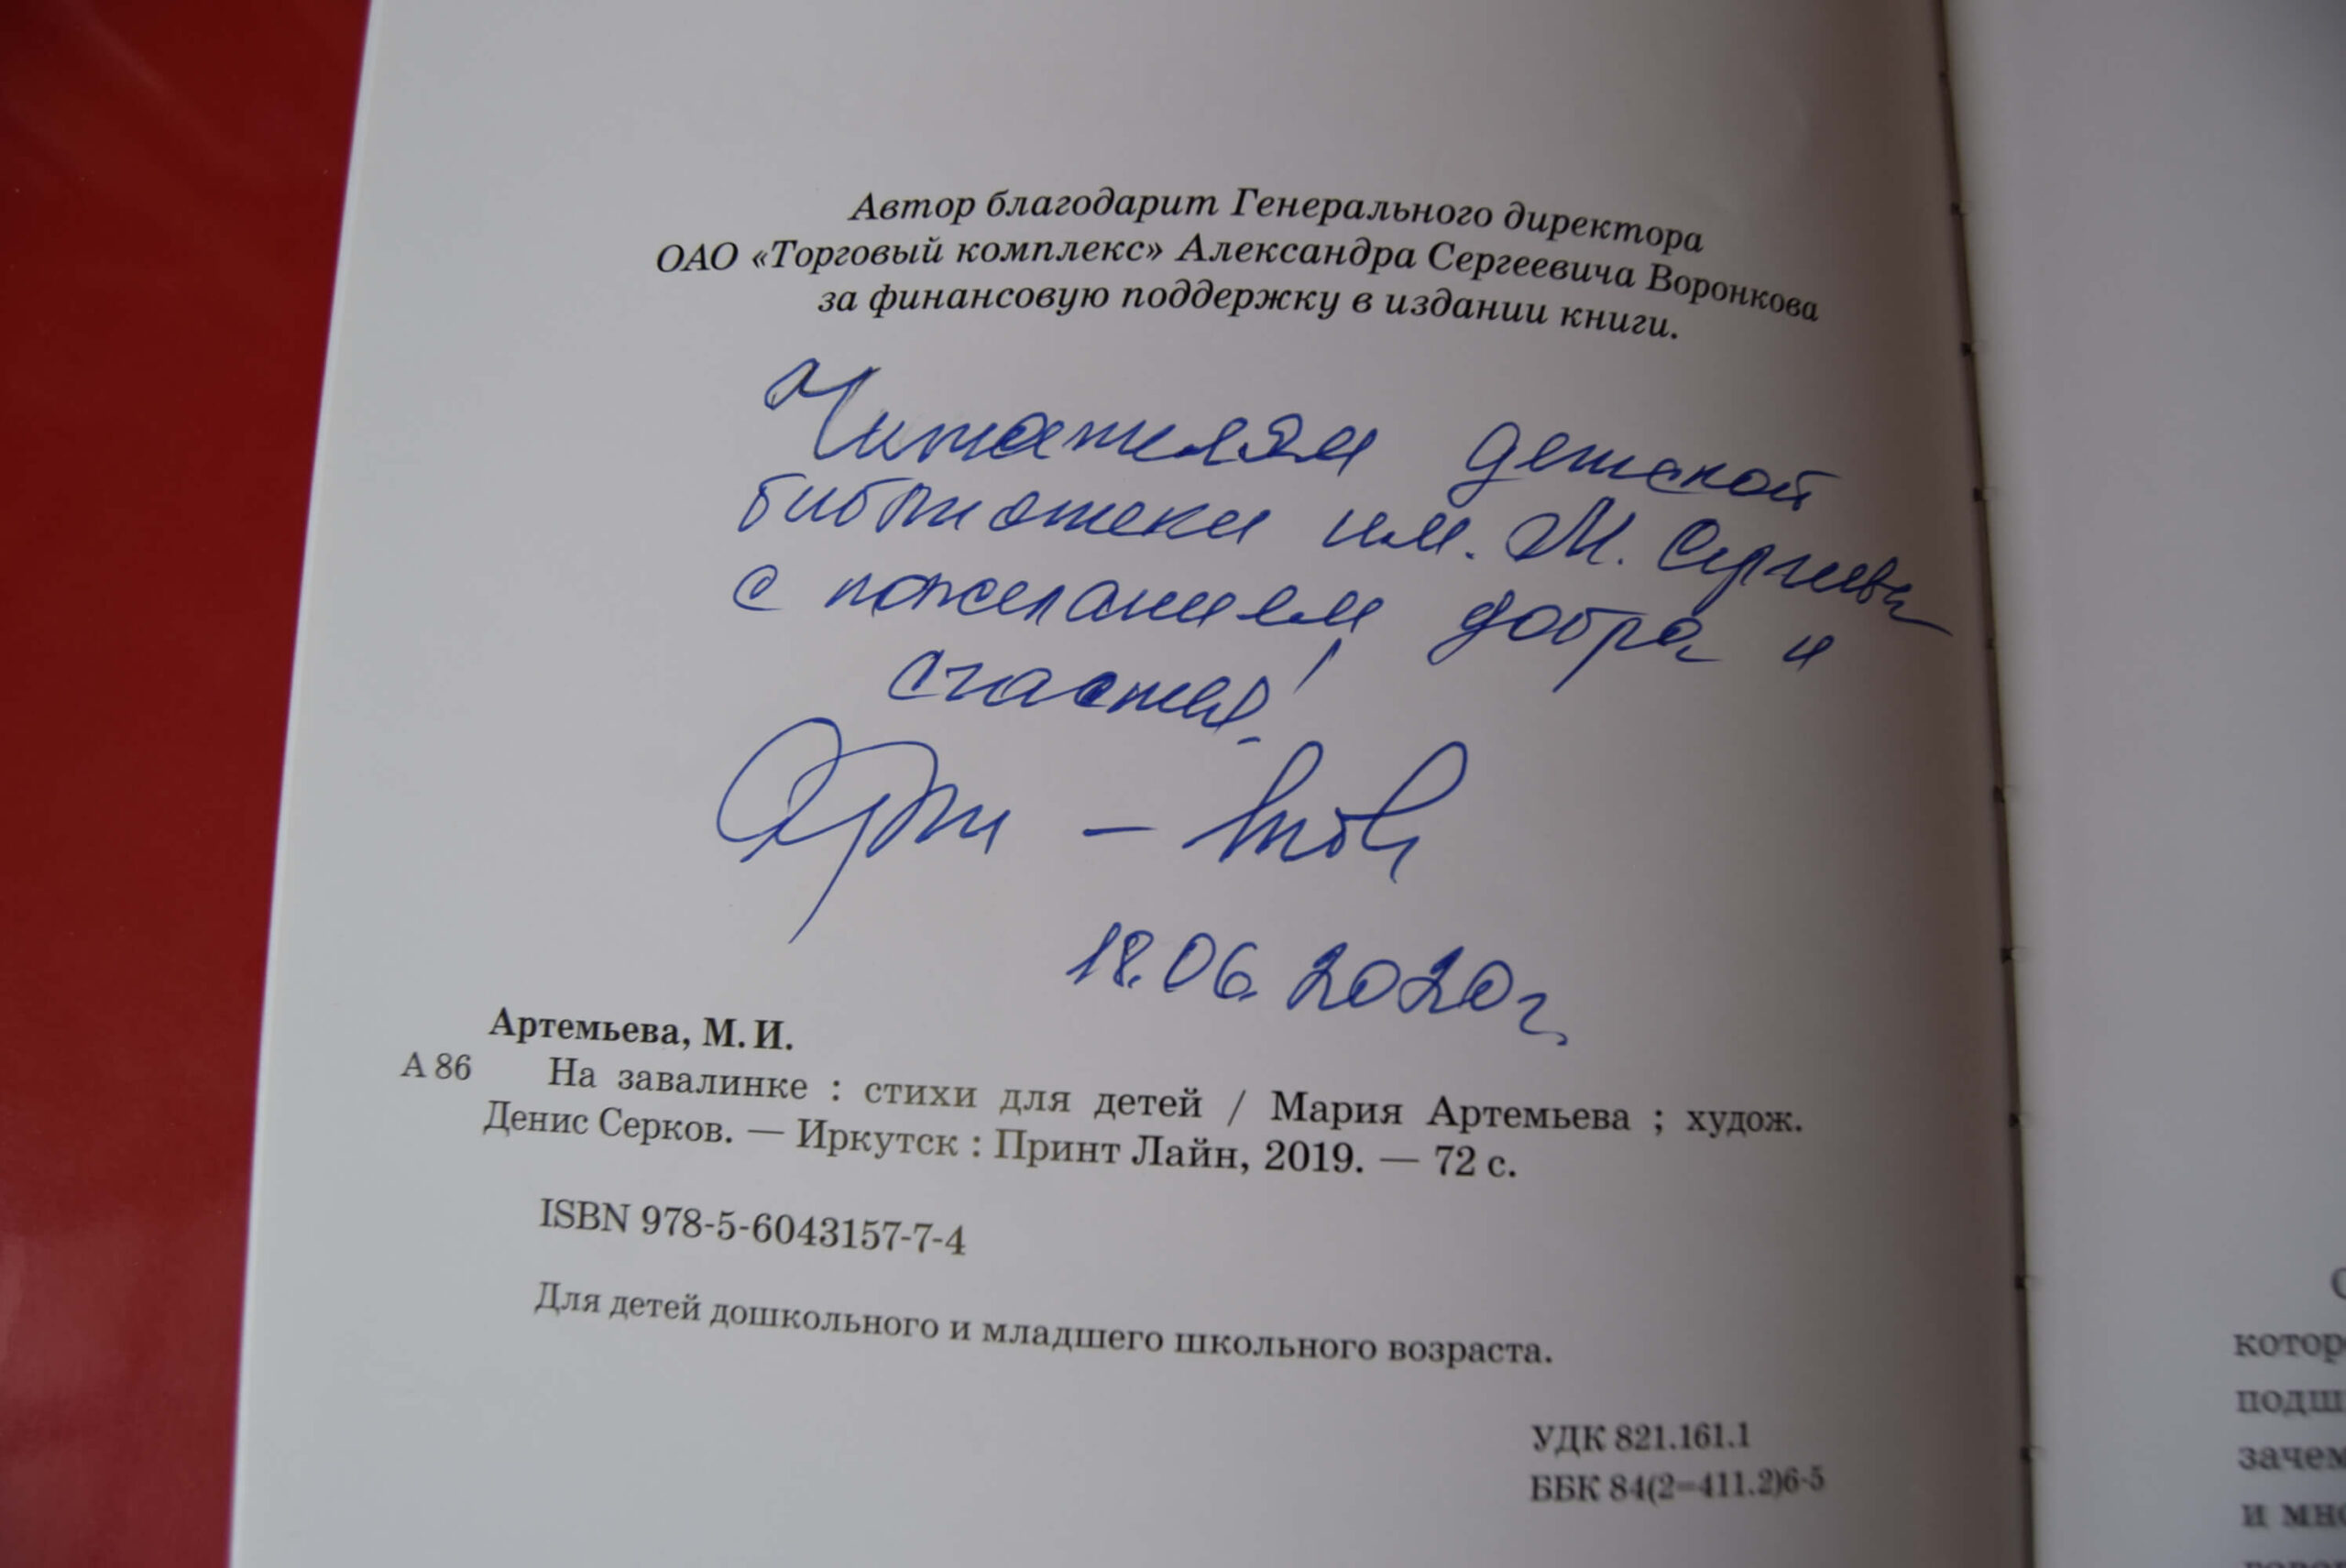 Автор благодарит Генерального директора
ОАО «Торговый комплекс» Александра Сергеевича Воронкова
за финансовую поддержку в издании книги.
Читателям детской
библиотеки им. М. Сергеева
с пожеланием добра и
счастья!
18.06.2020г.
Артемьева, М. И.
А 86 На завалинке : стихи для детей / Мария Артемьева ; худож.
Денис Серков. — Иркутск : Принт Лайн, 2019. — 72 с.
ISBN 978-5-6043157-7-4
Для детей дошкольного и младшего школьного возраста.
УДК 821.161.1
ББК 84(2=411.2)6-5
и